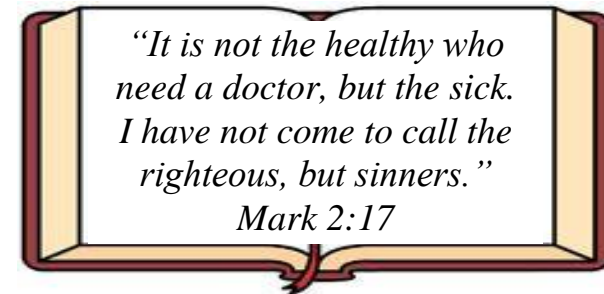 “It is not the healthy who
need a doctor, but the sick.
I have not come to call the
righteous, but sinners.”
Mark 2:17